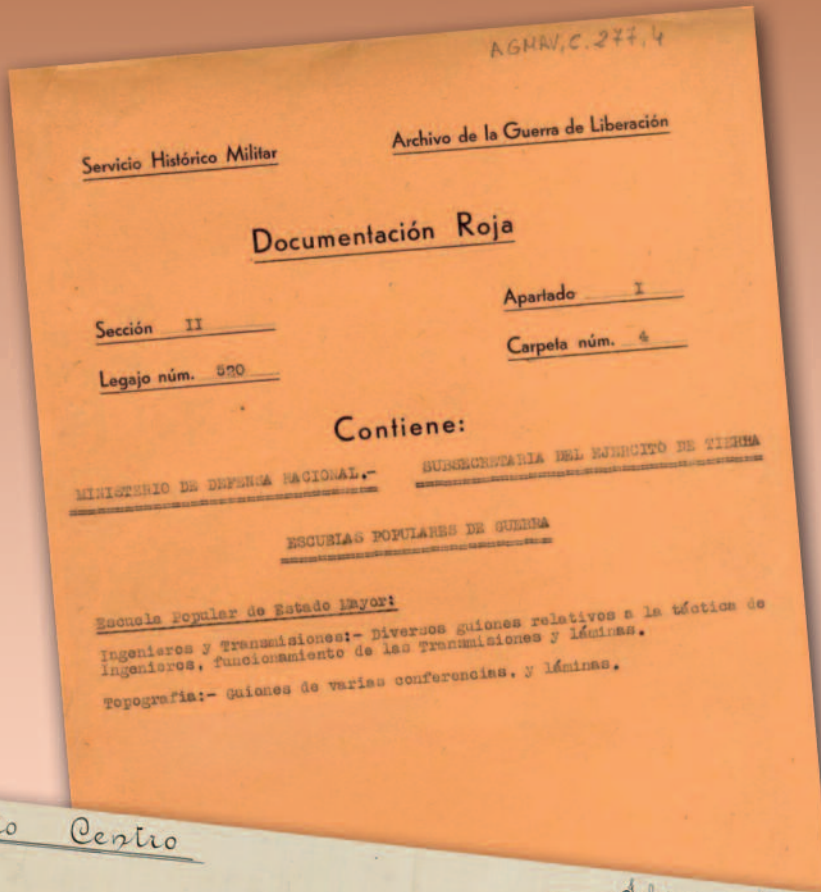 AGMAV, C. 277, 4
Servicio Histórico Militar Archivo de la Guerra de Liberación
Documentación Roja
Sección II Apartado I
Legajo núm. 520 Carpeta núm. 4
Contiene:
MINISTERIO DE DEFENSA NACIONAL.- SUBSECRETARIA DEL EJERCITO DE TIERRA
ESCUELAS POPULARES DE GUERRA
Escuela Popular de Estado Mayor:
Ingenieros y Transmisiones:- Diversos guiones relativos a la táctica de
Ingenieros, funcionamiento de las Transmisiones y láminas.
Topografia:- Guiones de varias conferencias, y láminas.
Centro